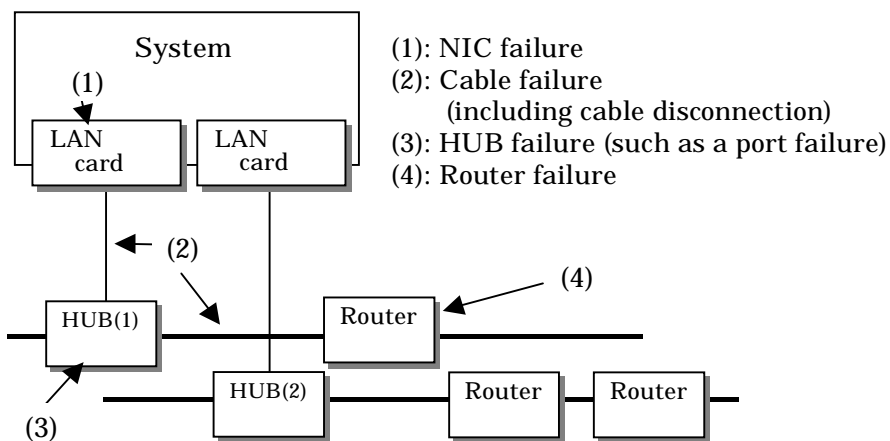 System
(1): NIC failure
(2): Cable failure
(including cable disconnection)
(3): HUB failure (such as a port failure)
(4): Router failure
(1)
LAN
card
LAN
card
(2)
(4)
HUB(1)
Router
HUB(2)
Router
Router
(3)